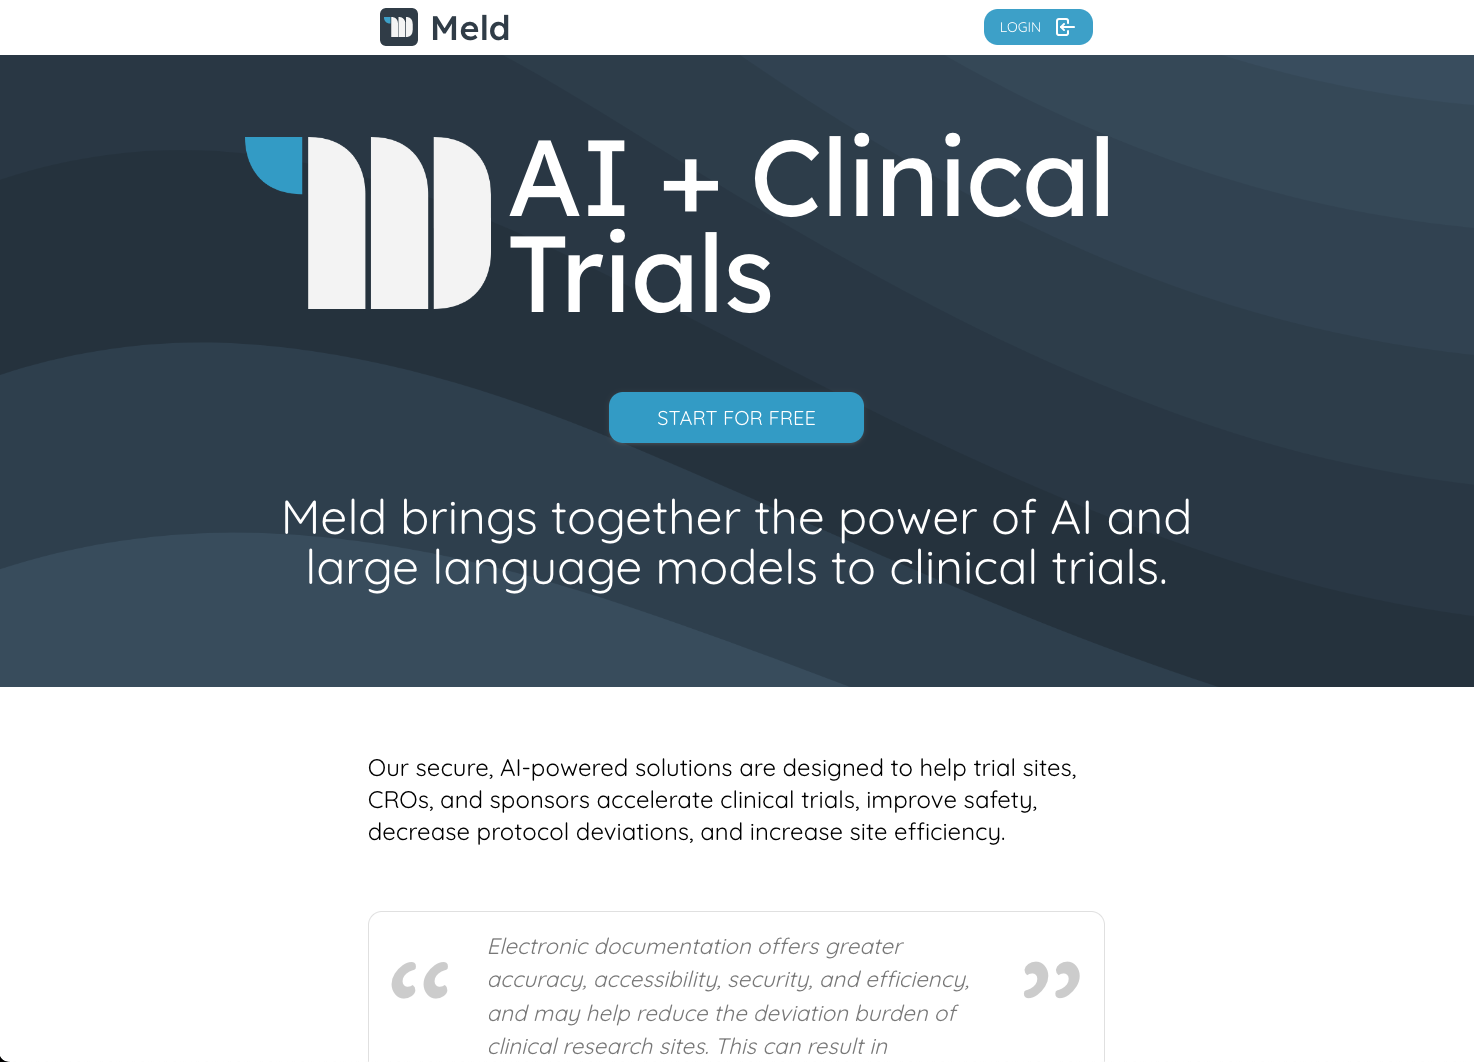 Meld
LOGIN
AI + Clinical
Trials
START FOR FREE
Meld brings together the power of AI and
large language models to clinical trials.
Our secure, AI-powered solutions are designed to help trial sites,
CROs, and sponsors accelerate clinical trials, improve safety,
decrease protocol deviations, and increase site efficiency.
“ Electronic documentation offers greater
accuracy, accessibility, security, and efficiency, ”
and may help reduce the deviation burden of
clinical research sites. This can result in